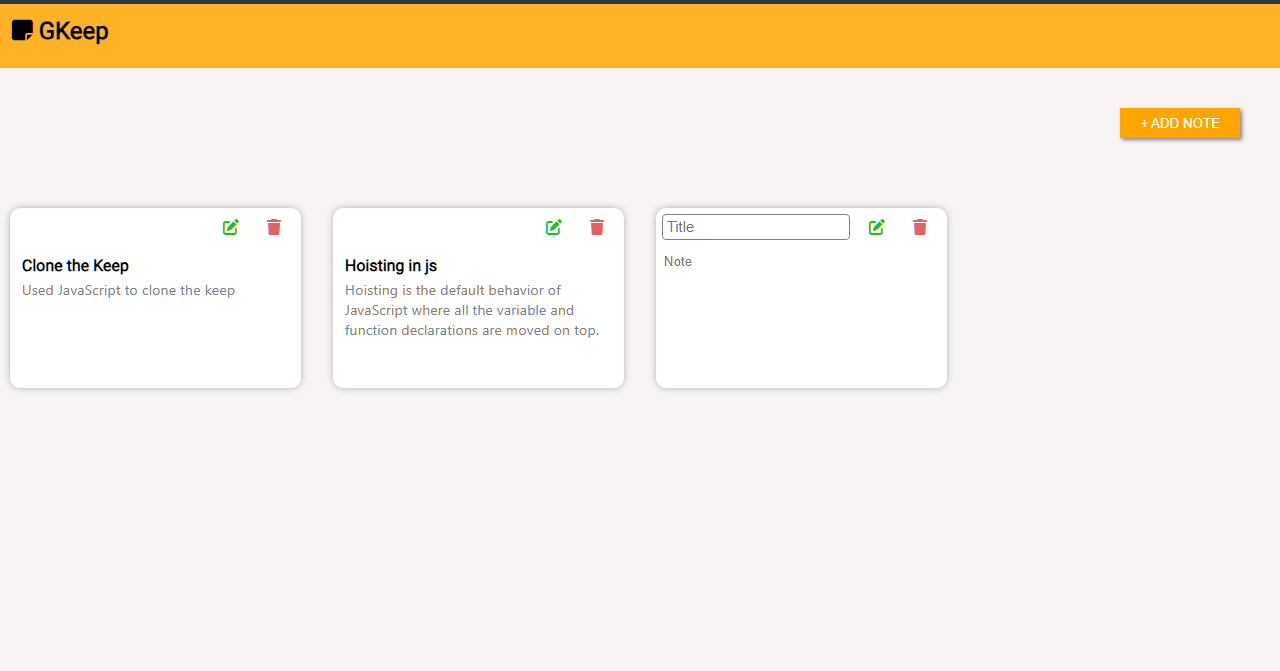 GKeep
+ ADD NOTE
Clone the Keep
Used JavaScript to clone the keep
Hoisting in js
Hoisting is the default behavior of
JavaScript where all the variable and
function declarations are moved on top.
Title
Note